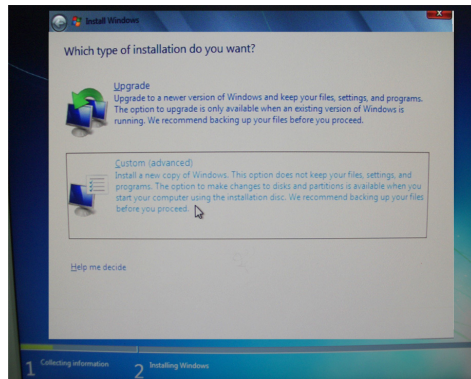 Install Windows
Which type of installation do you want?
Upgrade
Upgrade to a newer version of Windows and keep your files, settings, and programs.
The option to upgrade is only available when an existing version of Windows is
running. We recommend backing up your files before you proceed.
Custom (advanced)
Install a new copy of Windows. This option does not keep your files, settings, and
programs. The option to make changes to disks and partitions is available when you
start your computer using the installation disc. We recommend backing up your files
before you proceed.
Help me decide
1 Collecting information
2 Installing Windows